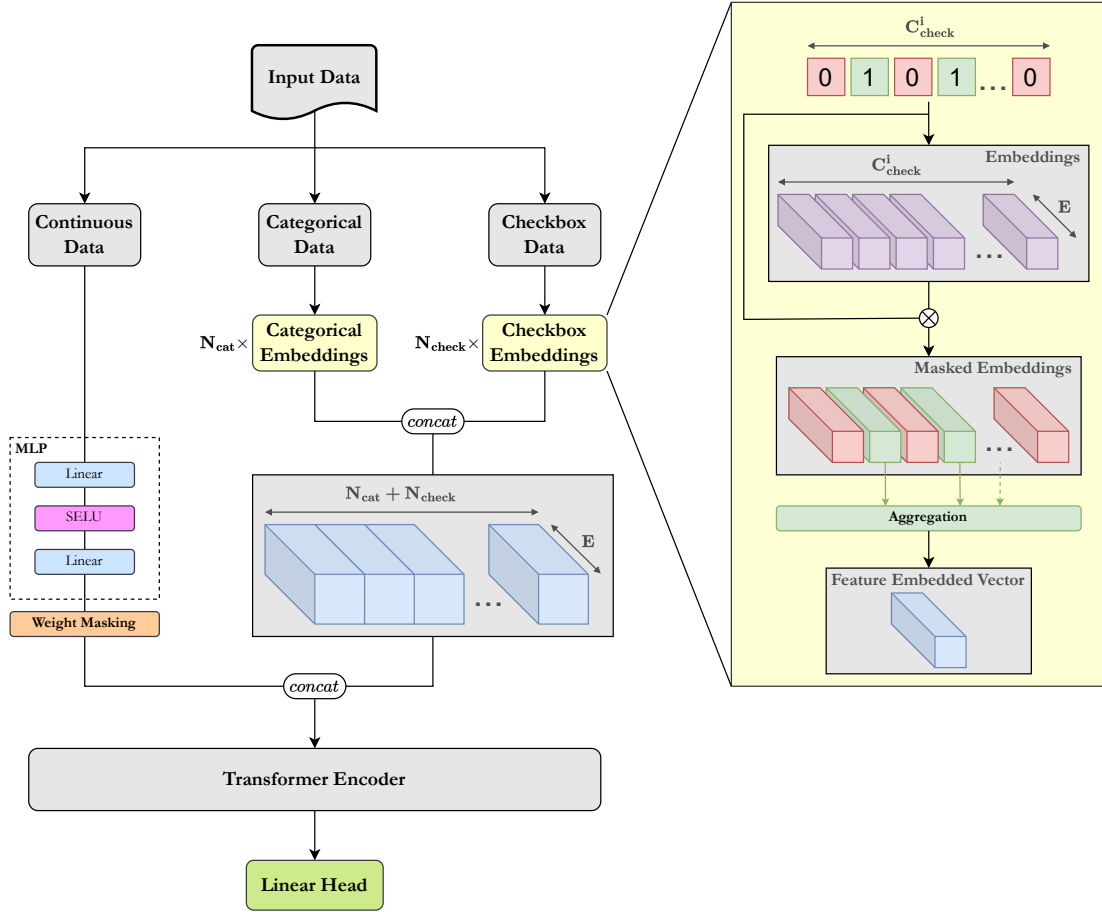 Input Data
Continuous
Data
Categorical
Data
Checkbox
Data
N_cat ×
Categorical
Embeddings
N_check ×
Checkbox
Embeddings
concat
MLP
Linear
SELU
Linear
Weight Masking
N_cat + N_check
E
...
concat
Transformer Encoder
Linear Head
C^i_check
0 1 0 1 ... 0
Embeddings
C^i_check
E
...
Masked Embeddings
...
Aggregation
Feature Embedded Vector